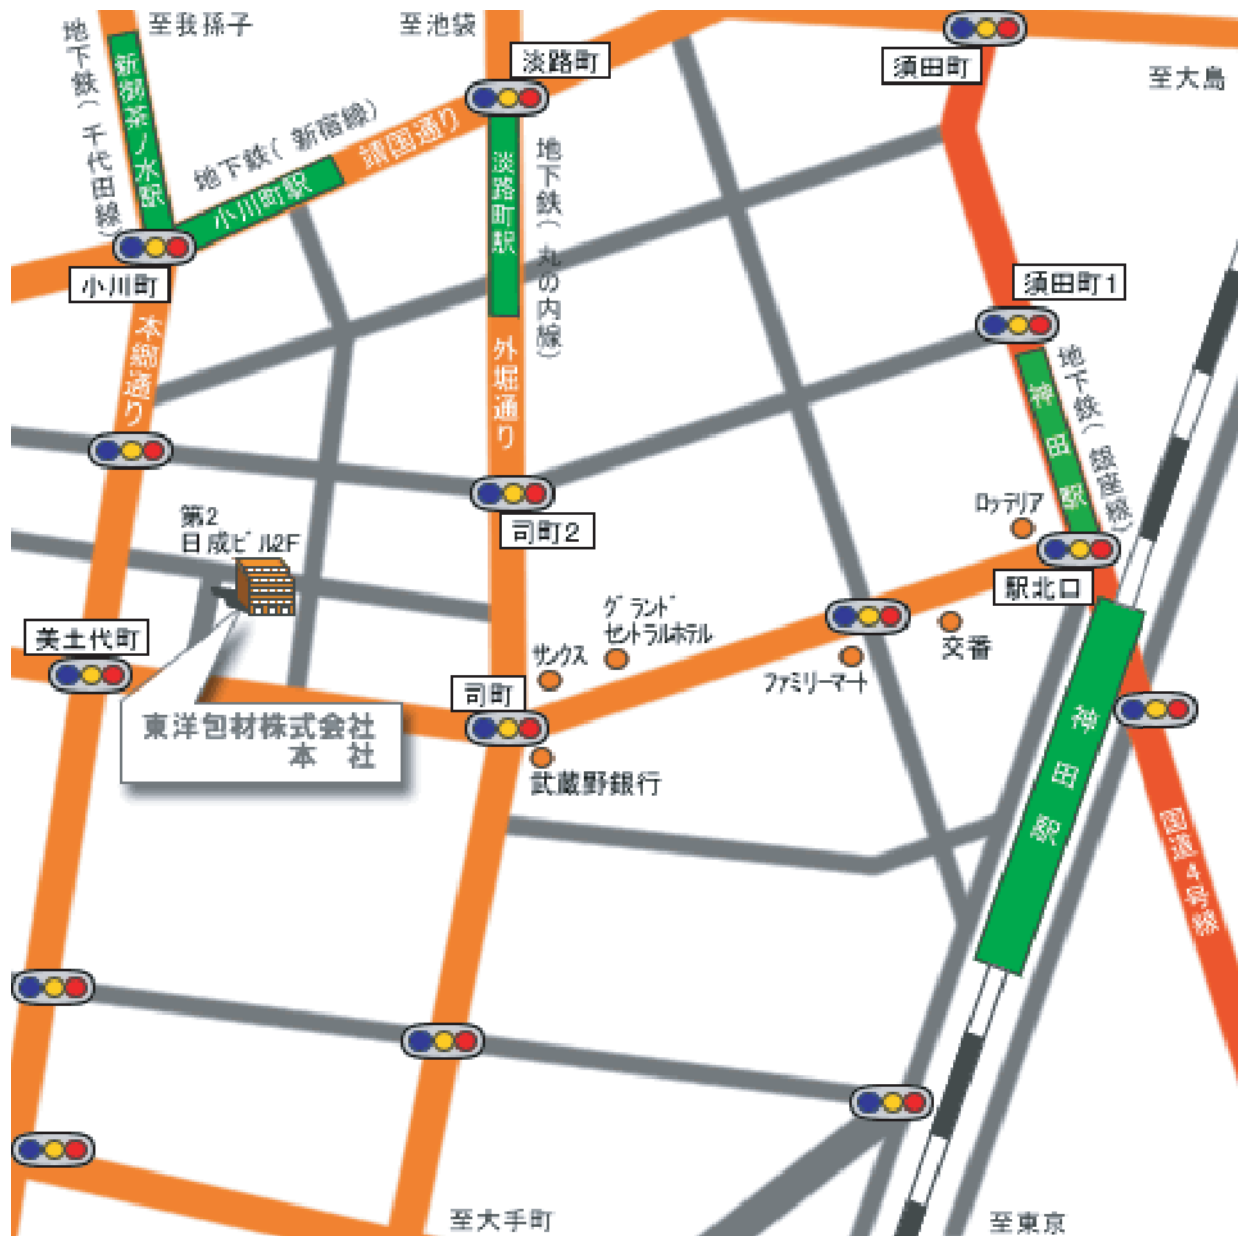 至我孫子
至池袋
淡路町
須田町
至大島
地下鉄(千代田線)
新御茶ノ水駅
地下鉄(新宿線)
靖国通り
小川町駅
淡路町駅
地下鉄(丸の内線)
小川町
須田町1
本郷通り
外堀通り
地下鉄(銀座線)
神田駅
ロッテリア
第2
日成ビル2F
司町2
駅北口
美土代町
グランド
セントラルホテル
サンクス
交番
ファミリーマート
司町
東洋包材株式会社
本 社
武蔵野銀行
神田駅
国道4号線
至大手町
至東京